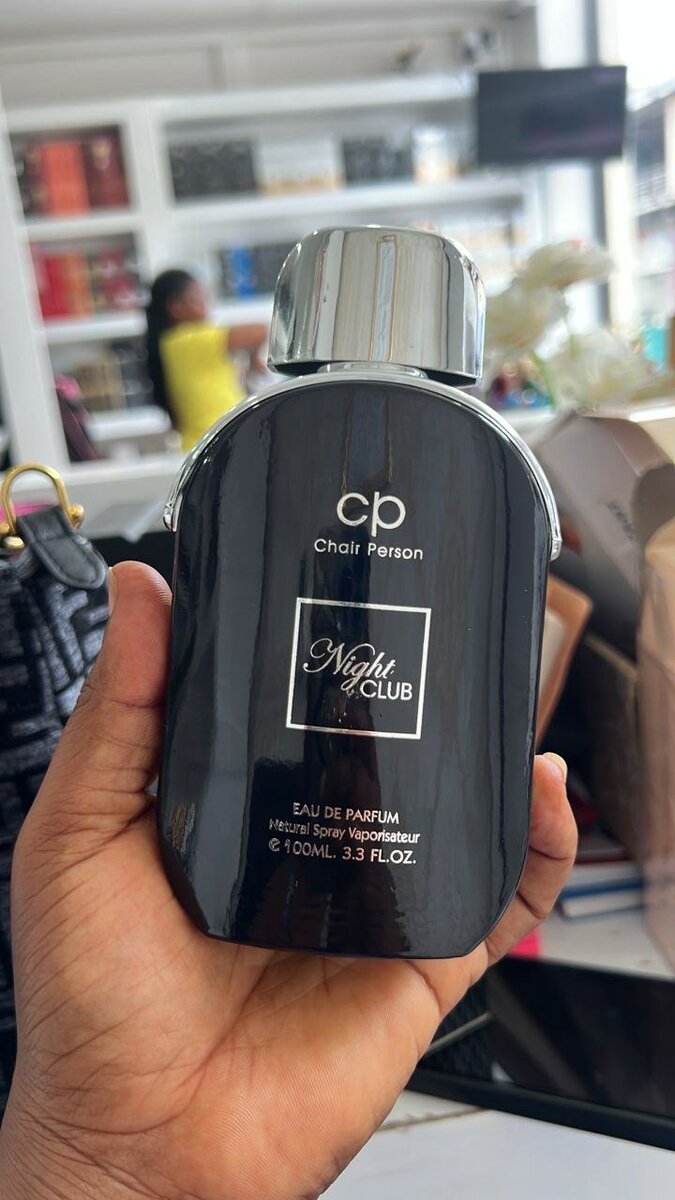 cp
Chair Person
Night
CLUB
EAU DE PARFUM
Natural Spray Vaporisateur
℮ 100ML. 3.3 FL.OZ.